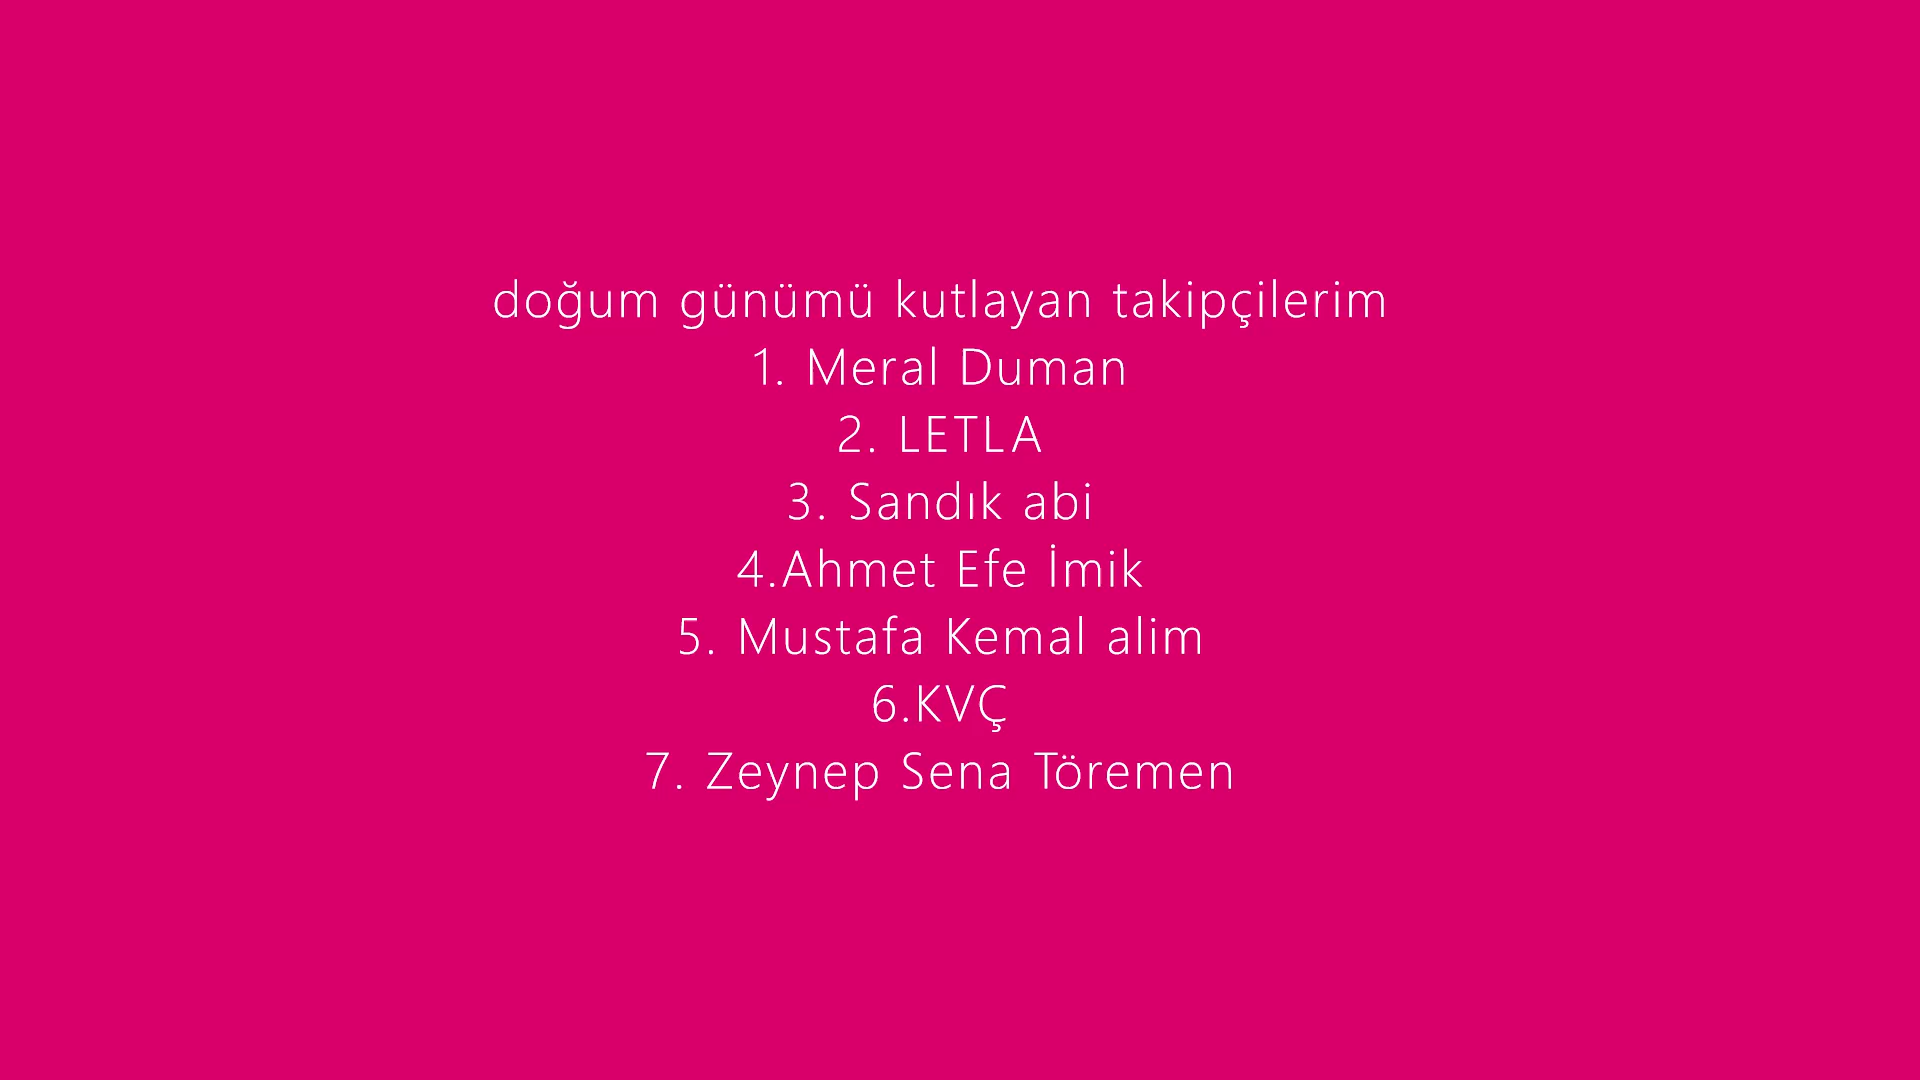 doğum günümü kutlayan takipçilerim
1. Meral Duman
2. LETLA
3. Sandık abi
4.Ahmet Efe İmik
5. Mustafa Kemal alim
6.KVÇ
7. Zeynep Sena Töremen